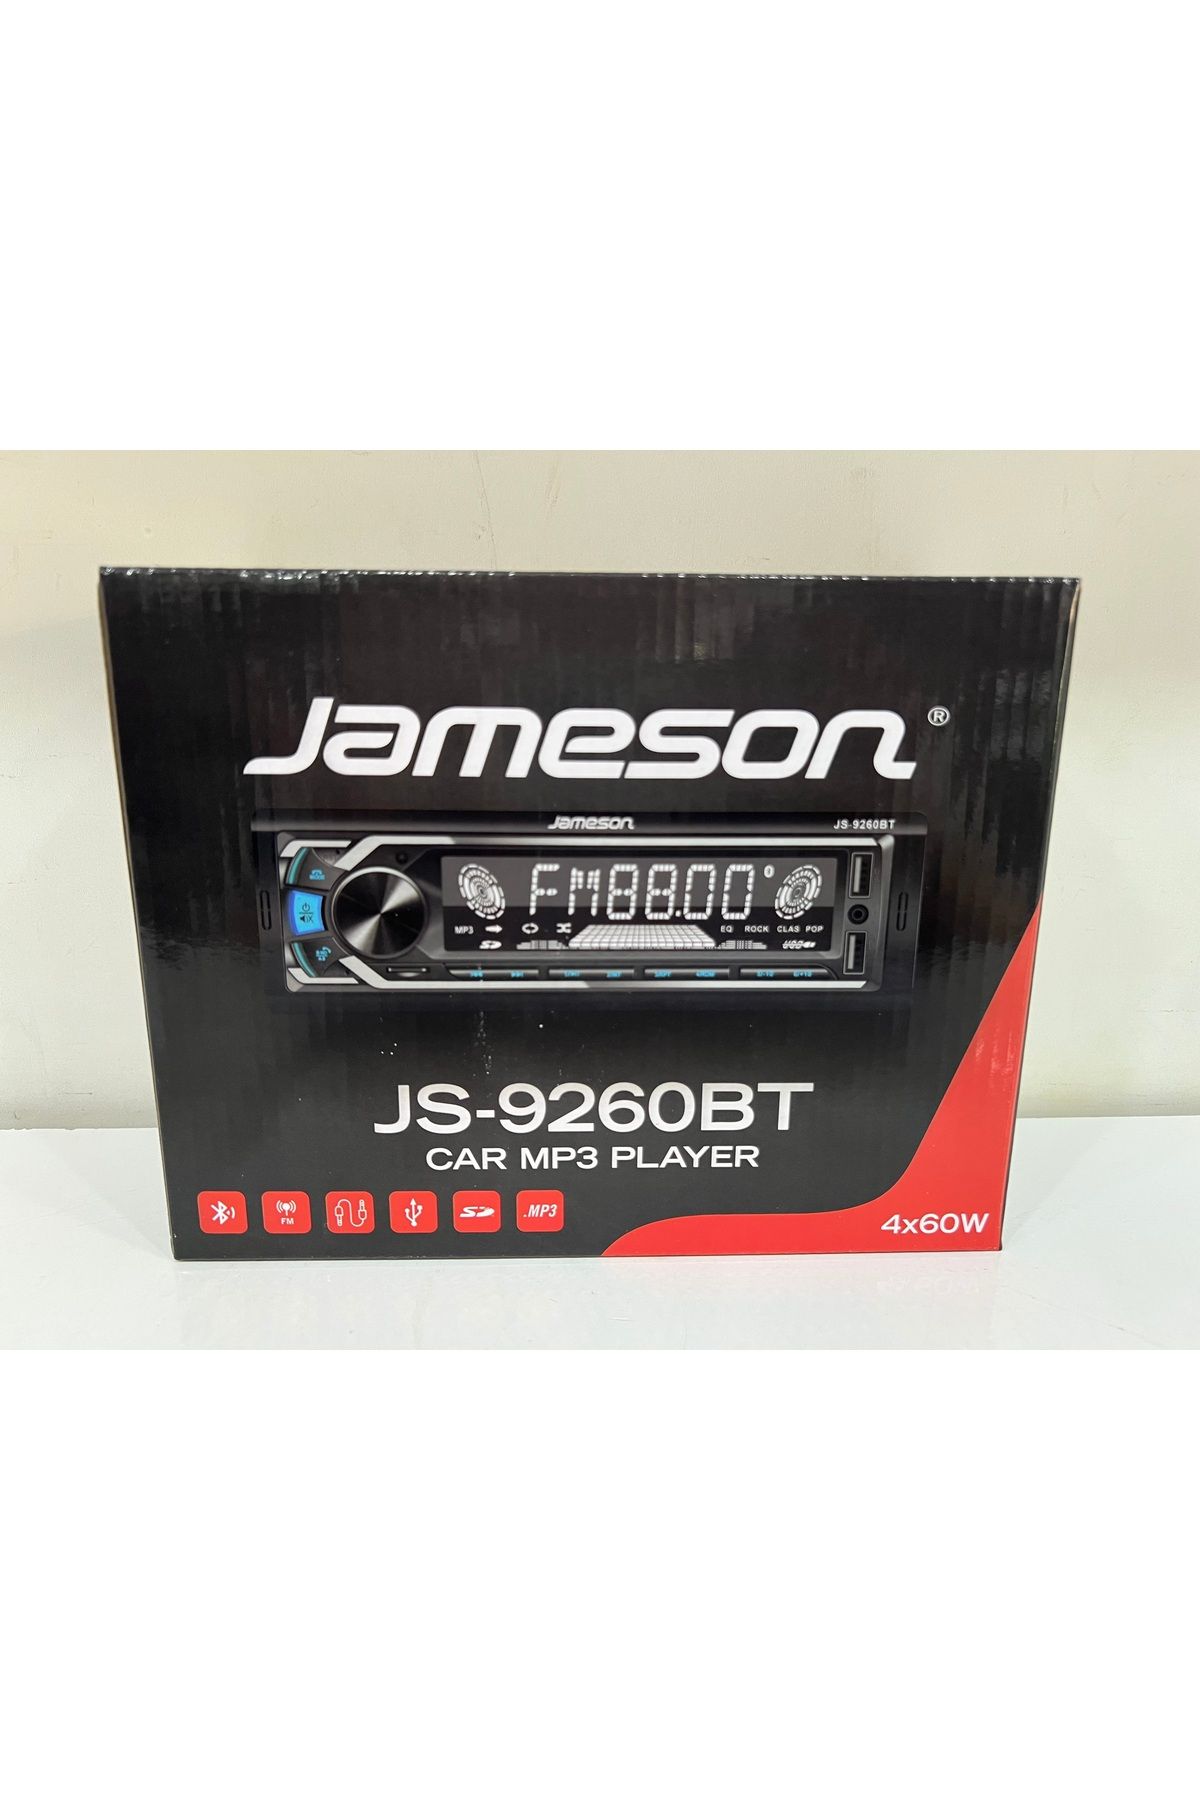 Jameson ®
Jameson JS-9260BT
MODE
FM88.00
MP3 EQ ROCK CLAS POP
JS-9260BT
CAR MP3 PLAYER
FM .MP3
4x60W